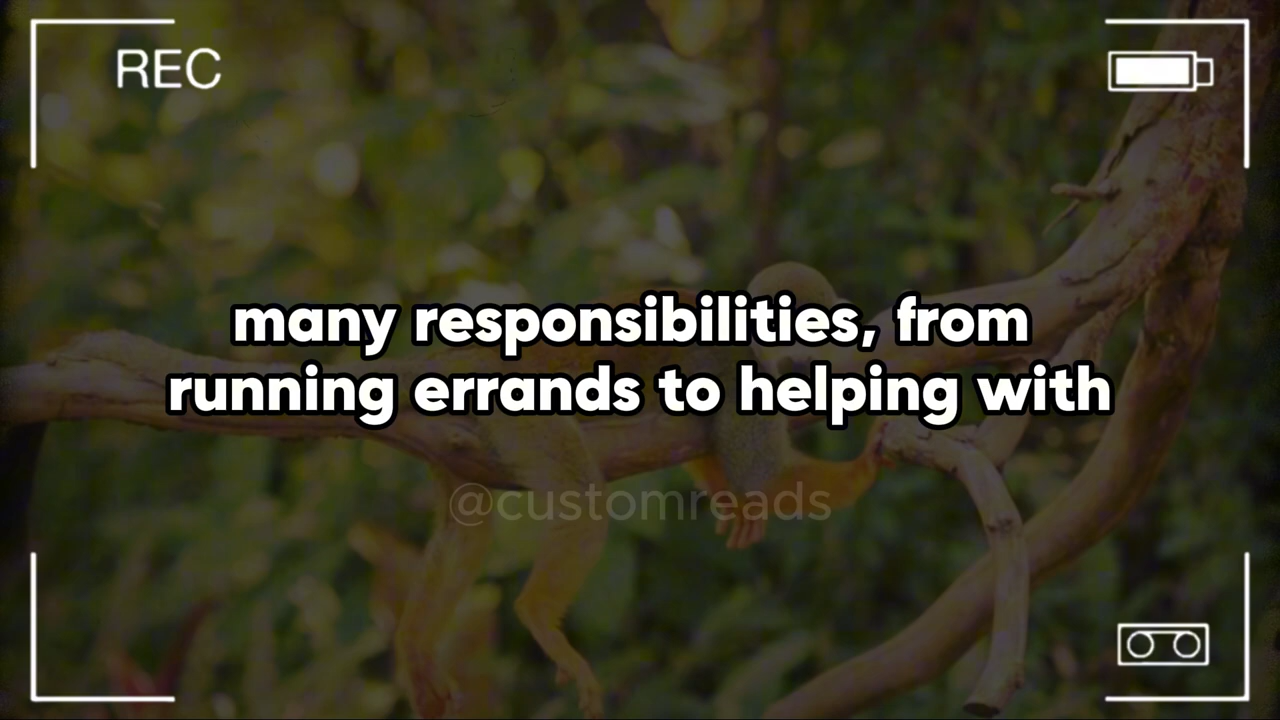 REC
many responsibilities, from
running errands to helping with
@customreads